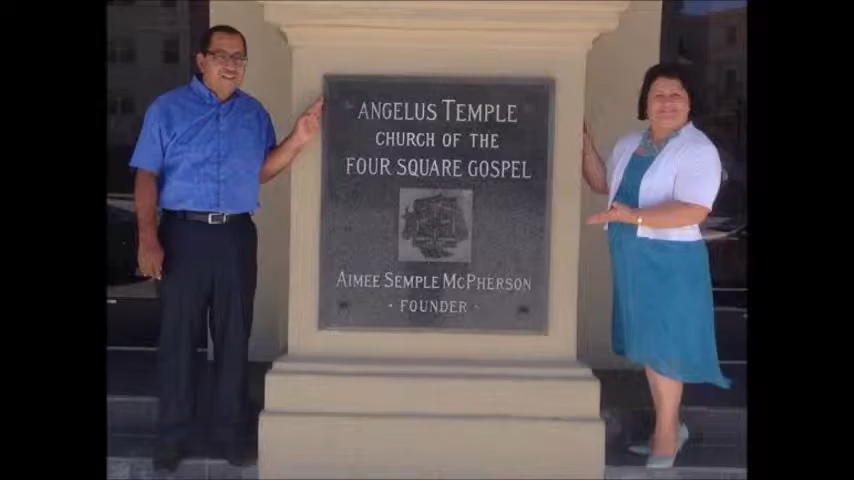 ANGELUS TEMPLE
CHURCH OF THE
FOUR SQUARE GOSPEL
AIMEE SEMPLE MCPHERSON
- FOUNDER -